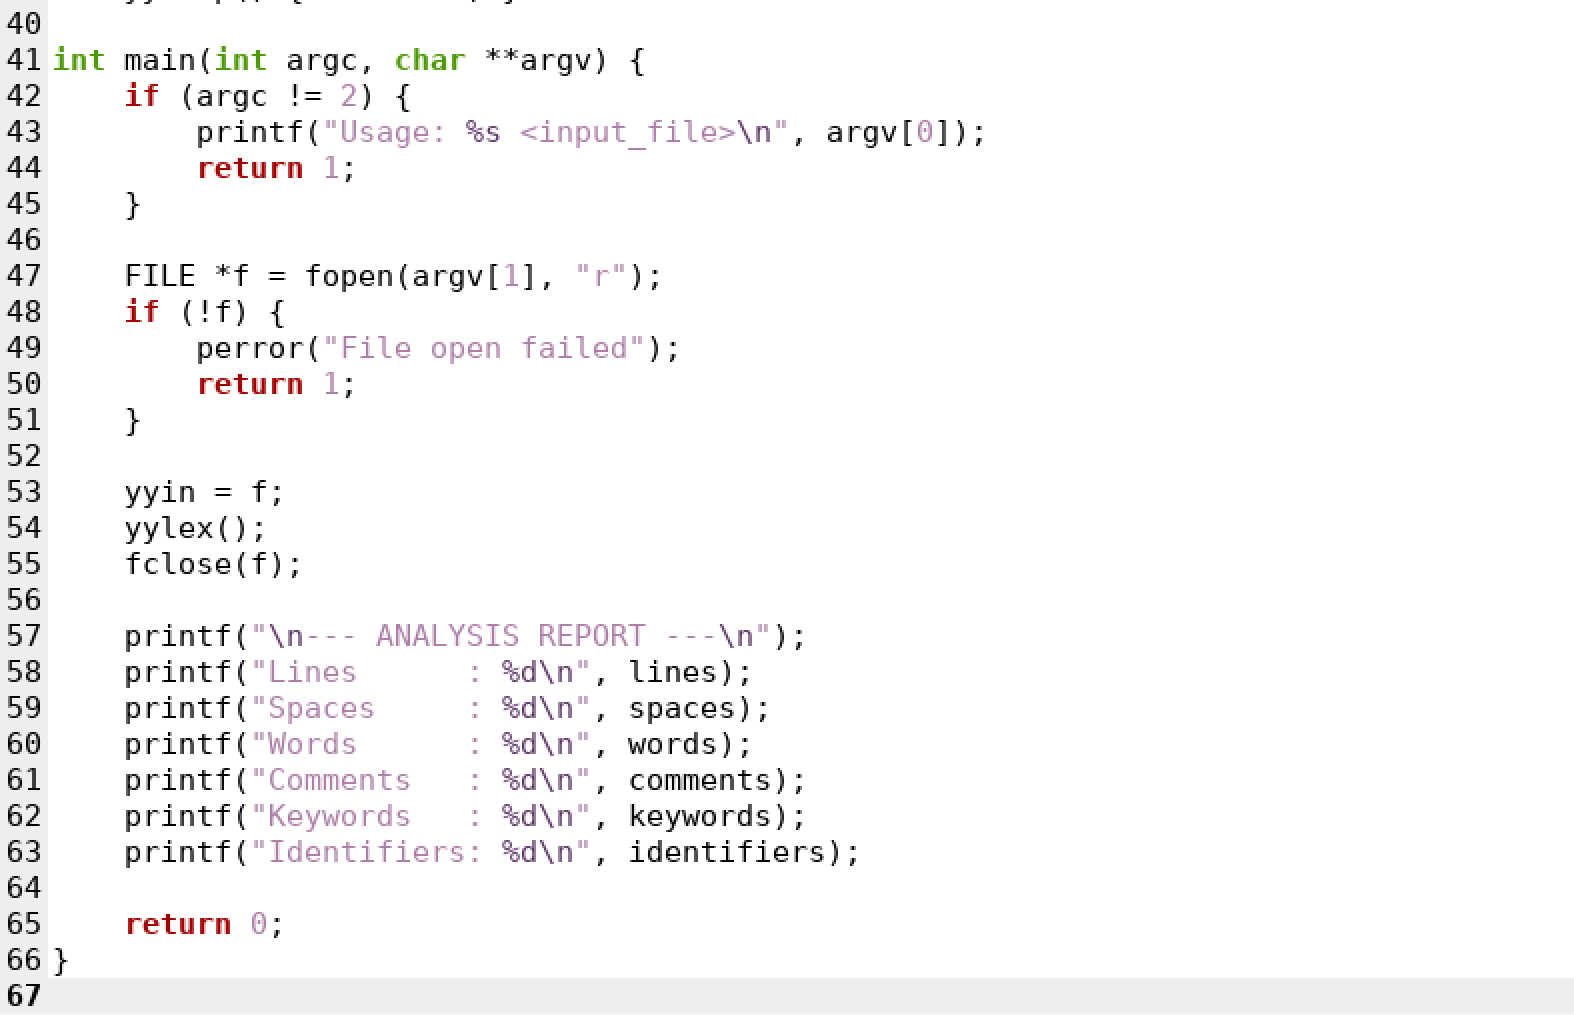 40
41 int main(int argc, char **argv) {
42     if (argc != 2) {
43         printf("Usage: %s <input_file>\n", argv[0]);
44         return 1;
45     }
46
47     FILE *f = fopen(argv[1], "r");
48     if (!f) {
49         perror("File open failed");
50         return 1;
51     }
52
53     yyin = f;
54     yylex();
55     fclose(f);
56
57     printf("\n--- ANALYSIS REPORT ---\n");
58     printf("Lines      : %d\n", lines);
59     printf("Spaces     : %d\n", spaces);
60     printf("Words      : %d\n", words);
61     printf("Comments   : %d\n", comments);
62     printf("Keywords   : %d\n", keywords);
63     printf("Identifiers: %d\n", identifiers);
64
65     return 0;
66 }
67